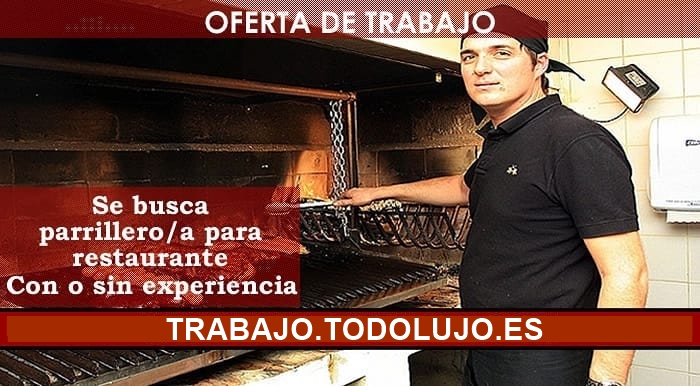 OFERTA DE TRABAJO
Se busca
parrillero/a para
restaurante
Con o sin experiencia
TRABAJO.TODOLUJO.ES